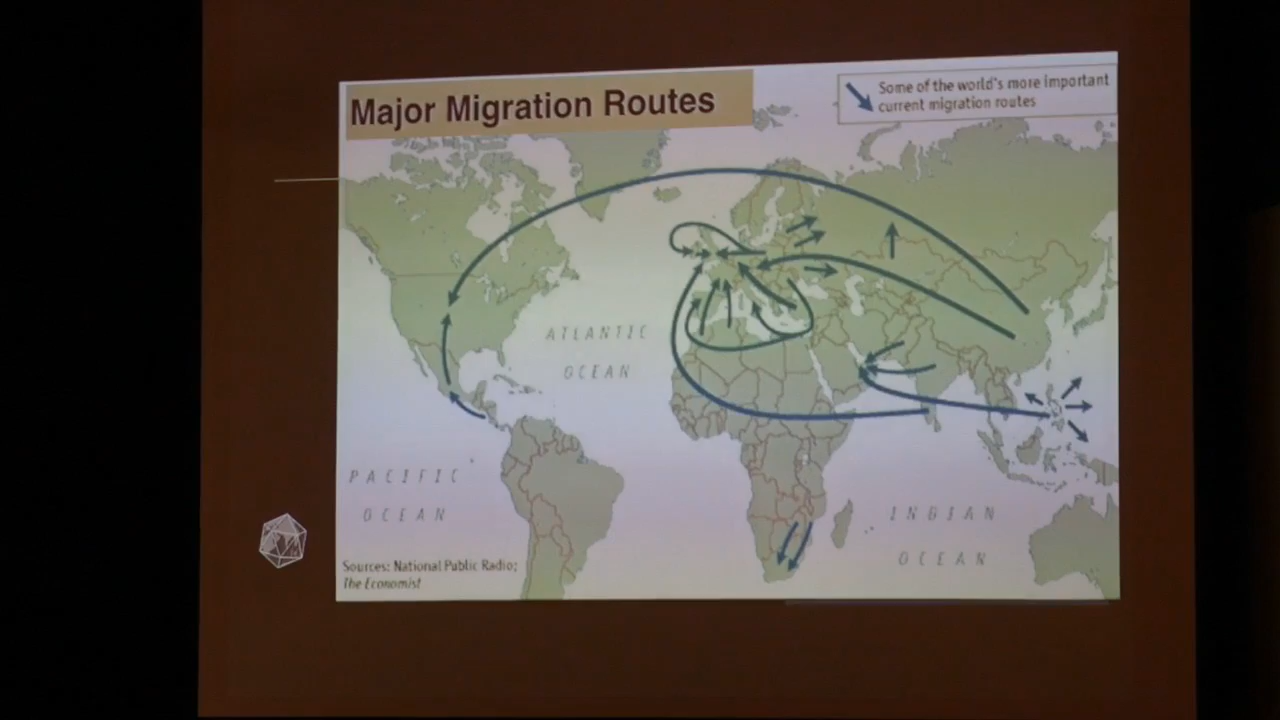 Major Migration Routes
Some of the world's more important
current migration routes
ATLANTIC
OCEAN
PACIFIC
OCEAN
INDIAN
OCEAN
Sources: National Public Radio;
The Economist